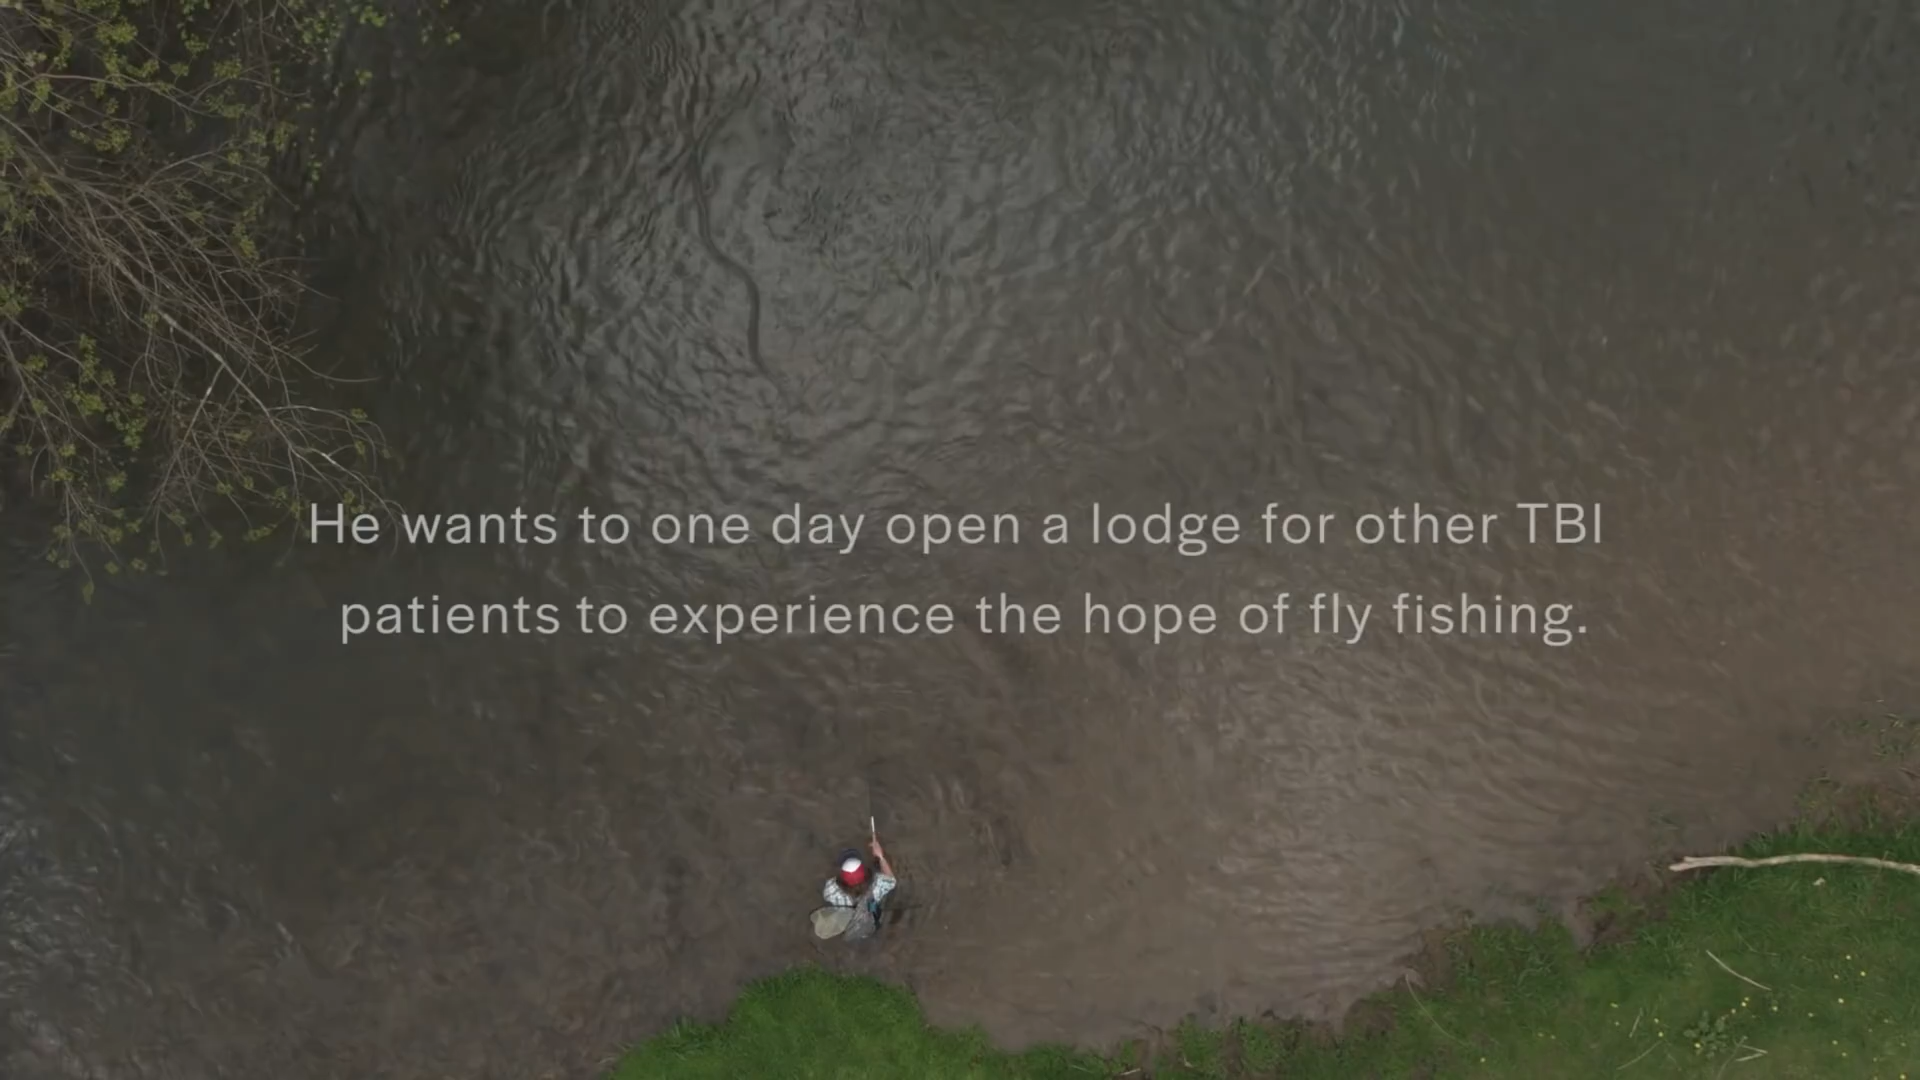 He wants to one day open a lodge for other TBI
patients to experience the hope of fly fishing.